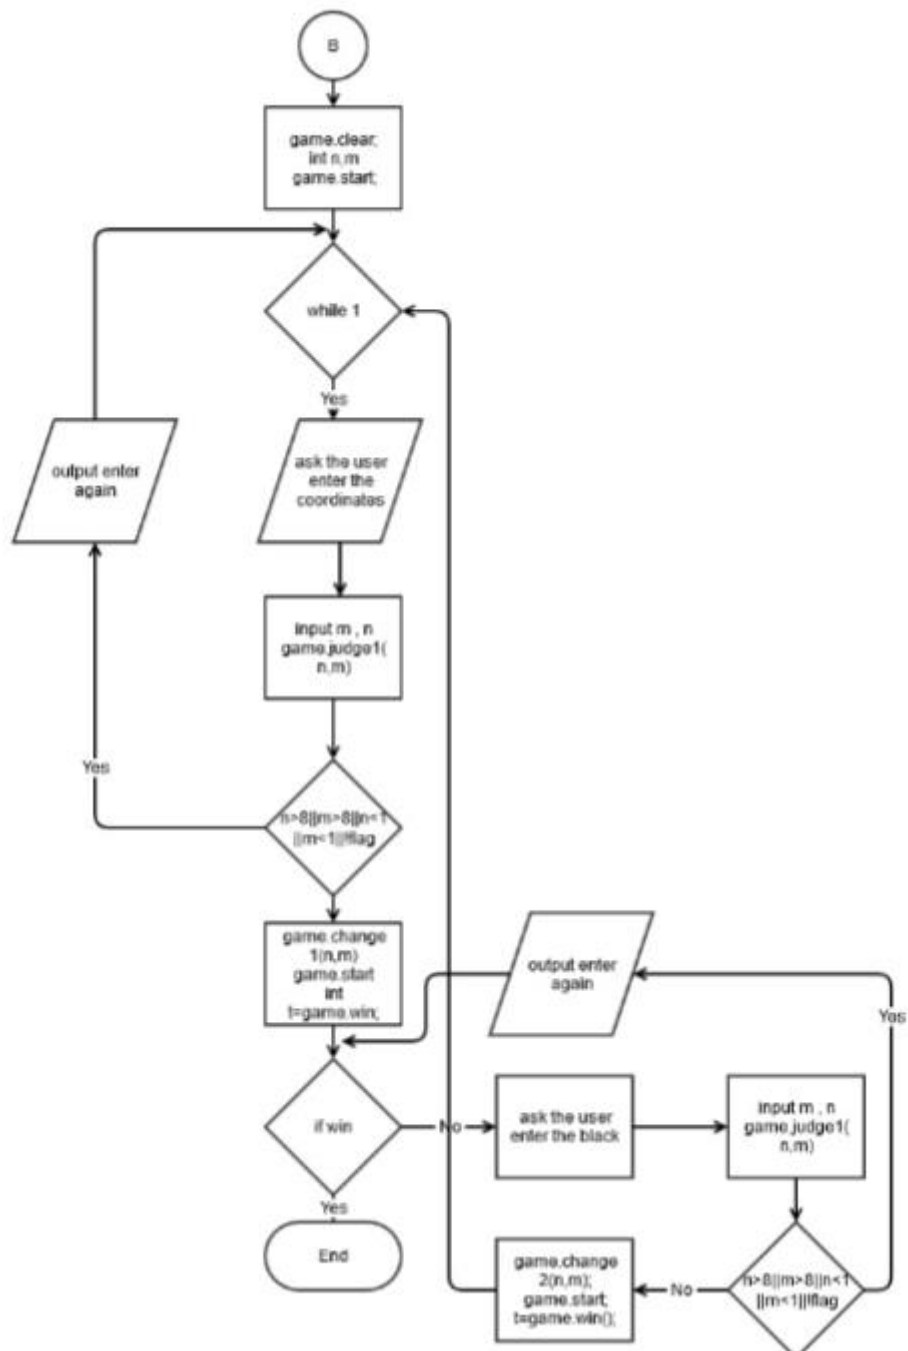 B
game.clear;
int n,m
game.start;
while 1
Yes
output enter
again
ask the user
enter the
coordinates
input m , n
game.judge1(
n,m)
Yes
n>8||m>8||n<1
||m<1||!flag
game.change
1(n,m)
game.start
int
t=game.win;
output enter
again
Yes
if win
No
ask the user
enter the black
input m , n
game.judge1(
n,m)
Yes
End
game.change
2(n,m);
game.start;
t=game.win();
No
n>8||m>8||n<1
||m<1||!flag